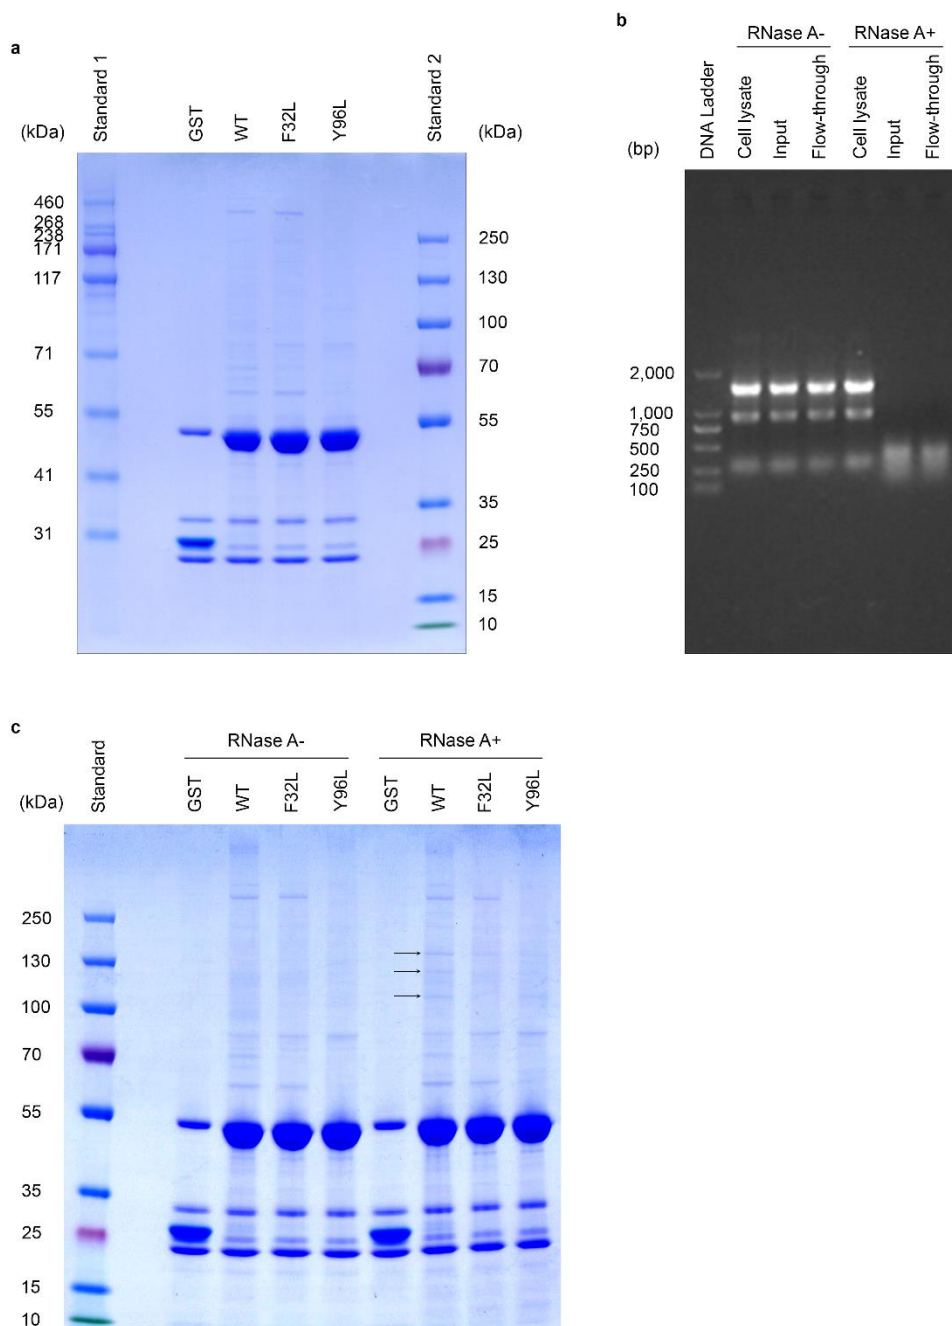 a
(kDa)
Standard 1
GST
WT
F32L
Y96L
Standard 2
(kDa)
460
268
238
171
117
71
55
41
31
250
130
100
70
55
35
25
15
10
b
RNase A-
RNase A+
(bp)
DNA Ladder
Cell lysate
Input
Flow-through
Cell lysate
Input
Flow-through
2,000
1,000
750
500
250
100
c
RNase A-
RNase A+
(kDa)
Standard
GST
WT
F32L
Y96L
GST
WT
F32L
Y96L
250
130
100
70
55
35
25
15
10